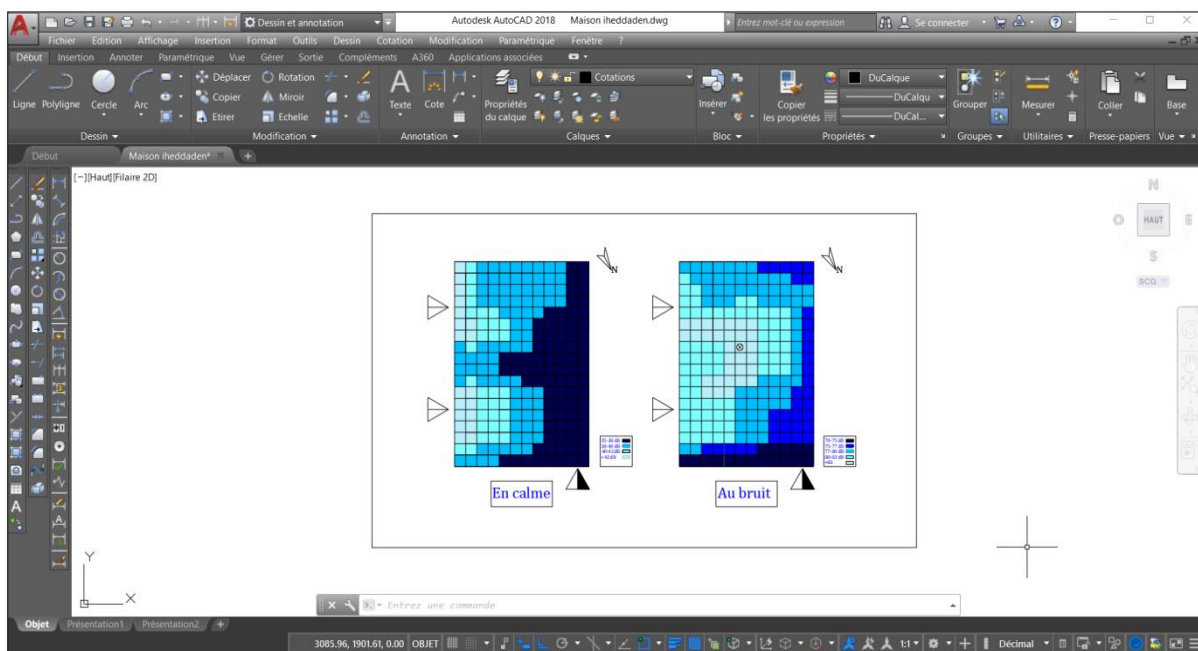 Dessin et annotation
Autodesk AutoCAD 2018 Maison iheddaden.dwg
Entrez mot-clé ou expression
Se connecter
Fichier Edition Affichage Insertion Format Outils Dessin Cotation Modification Paramétrique Fenêtre ?
Début Insertion Annoter Paramétrique Vue Gérer Sortie Compléments A360 Applications associées
Déplacer Rotation
Cotations
DuCalque
Copier Miroir
DuCalqu
Ligne Polyligne Cercle Arc
Texte Cote
Propriétés du calque
Insérer
Copier les propriétés
Grouper
Mesurer
Coller
Base
Etirer Echelle
DuCal...
Dessin Modification Annotation Calques Bloc Propriétés Groupes Utilitaires Presse-papiers Vue
Début Maison iheddaden*
[−][Haut][Filaire 2D]
N
O HAUT E
S
SCG
N
N
En calme
Au bruit
Y
X
Entrez une commande
Objet Présentation1 Présentation2 +
3085.96, 1901.61, 0.00 OBJET
1:1
Décimal